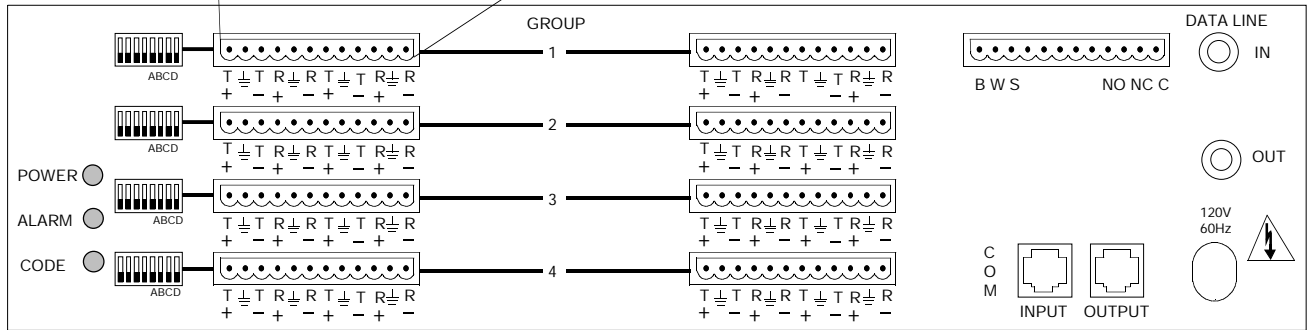 GROUP
DATA LINE
1
IN
ABCD
T ⏚ T R ⏚ R T ⏚ T R ⏚ R
+ − + − + − + −
T ⏚ T R ⏚ R T ⏚ T R ⏚ R
+ − + − + −
B W S NO NC C
2
ABCD
T ⏚ T R ⏚ R T ⏚ T R ⏚ R
+ − + − + − + −
T ⏚ T R ⏚ R T ⏚ T R ⏚ R
+ − + − + − + −
OUT
POWER
3
ABCD
ALARM
T ⏚ T R ⏚ R T ⏚ T R ⏚ R
+ − + − + − + −
T ⏚ T R ⏚ R T ⏚ T R ⏚ R
+ − + − + − + −
120V
60Hz
CODE
4
ABCD
COM
T ⏚ T R ⏚ R T ⏚ T R ⏚ R
+ − + − + − + −
T ⏚ T R ⏚ R T ⏚ T R ⏚ R
+ − + − + − + −
INPUT OUTPUT